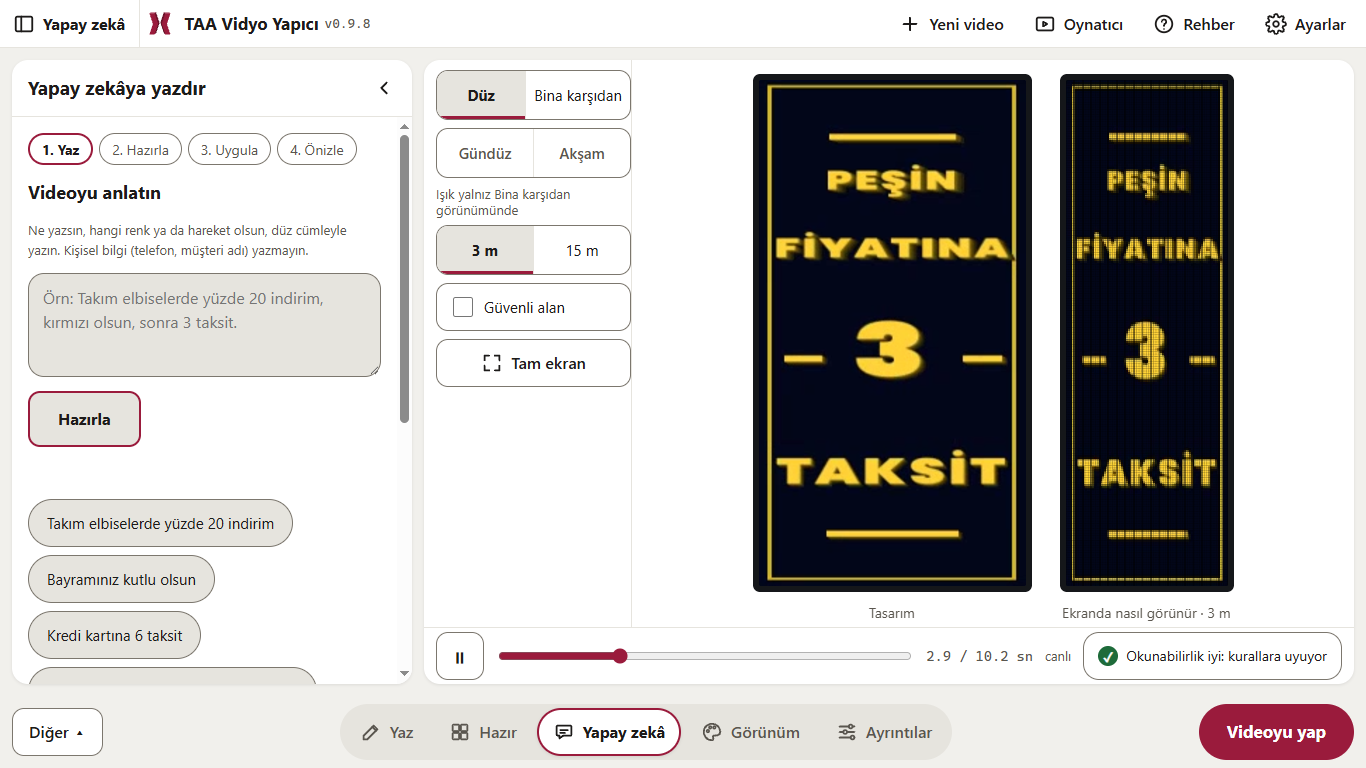 Yapay zekâ
TAA Vidyo Yapıcı v0.9.8
Yeni video
Oynatıcı
Rehber
Ayarlar
Yapay zekâya yazdır
1. Yaz
2. Hazırla
3. Uygula
4. Önizle
Videoyu anlatın
Ne yazsın, hangi renk ya da hareket olsun, düz cümleyle
yazın. Kişisel bilgi (telefon, müşteri adı) yazmayın.
Örn: Takım elbiselerde yüzde 20 indirim,
kırmızı olsun, sonra 3 taksit.
Hazırla
Takım elbiselerde yüzde 20 indirim
Bayramınız kutlu olsun
Kredi kartına 6 taksit
Düz
Bina karşıdan
Gündüz
Akşam
Işık yalnız Bina karşıdan
görünümünde
3 m
15 m
Güvenli alan
Tam ekran
PEŞİN
FİYATINA
- 3 -
TAKSİT
Tasarım
PEŞİN
FİYATINA
- 3 -
TAKSİT
Ekranda nasıl görünür · 3 m
2.9 / 10.2 sn
canlı
Okunabilirlik iyi: kurallara uyuyor
Diğer
Yaz
Hazır
Yapay zekâ
Görünüm
Ayrıntılar
Videoyu yap